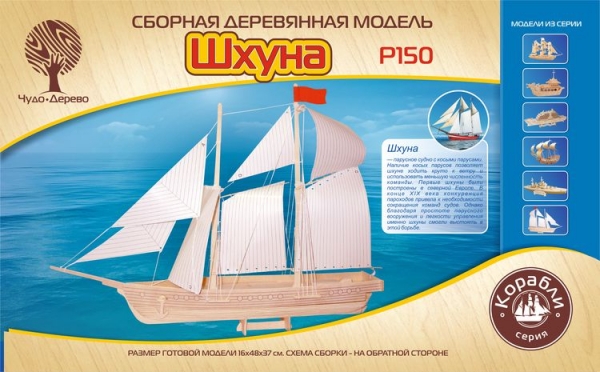 СБОРНАЯ ДЕРЕВЯННАЯ МОДЕЛЬ
Шхуна
P150
Чудо-Дерево
МОДЕЛИ ИЗ СЕРИИ
Шхуна
— парусное судно с косыми парусами.
Наличие косых парусов позволяет
шхуне ходить круто к ветру и
использовать меньшую численность
команды. Первые шхуны были
построены в северной Европе. В
конце XIX века конкуренция
пароходов привела к необходимости
сокращения команд судов. Однако
благодаря простоте парусного
вооружения и легкости управления
именно шхуны смогли выстоять в
этой борьбе.
Корабли
серия
РАЗМЕР ГОТОВОЙ МОДЕЛИ 16x48x37 см. СХЕМА СБОРКИ - НА ОБРАТНОЙ СТОРОНЕ